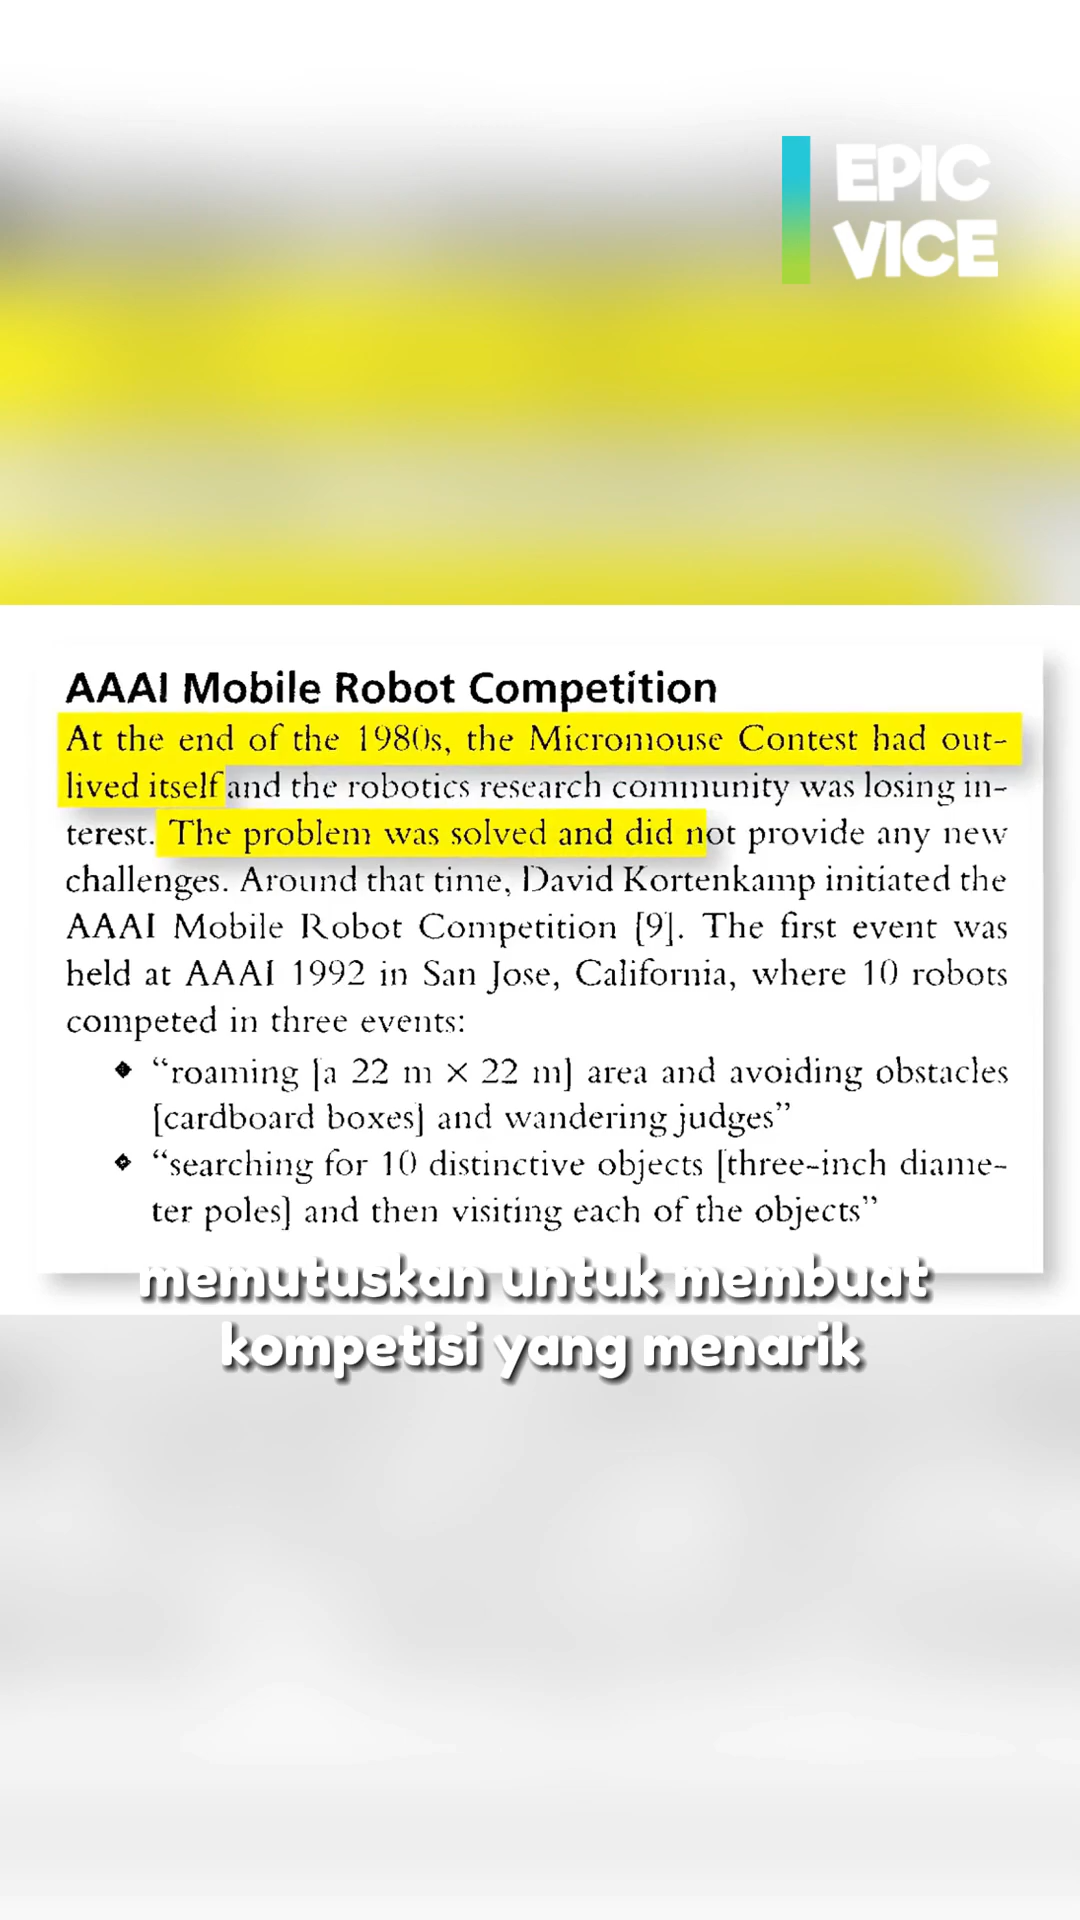 EPIC
VICE
AAAI Mobile Robot Competition
At the end of the 1980s, the Micromouse Contest had out-
lived itself and the robotics research community was losing in-
terest. The problem was solved and did not provide any new
challenges. Around that time, David Kortenkamp initiated the
AAAI Mobile Robot Competition [9]. The first event was
held at AAAI 1992 in San Jose, California, where 10 robots
competed in three events:
◆ “roaming [a 22 m × 22 m] area and avoiding obstacles
[cardboard boxes] and wandering judges”
◆ “searching for 10 distinctive objects [three-inch diame-
ter poles] and then visiting each of the objects”
memutuskan untuk membuat
kompetisi yang menarik